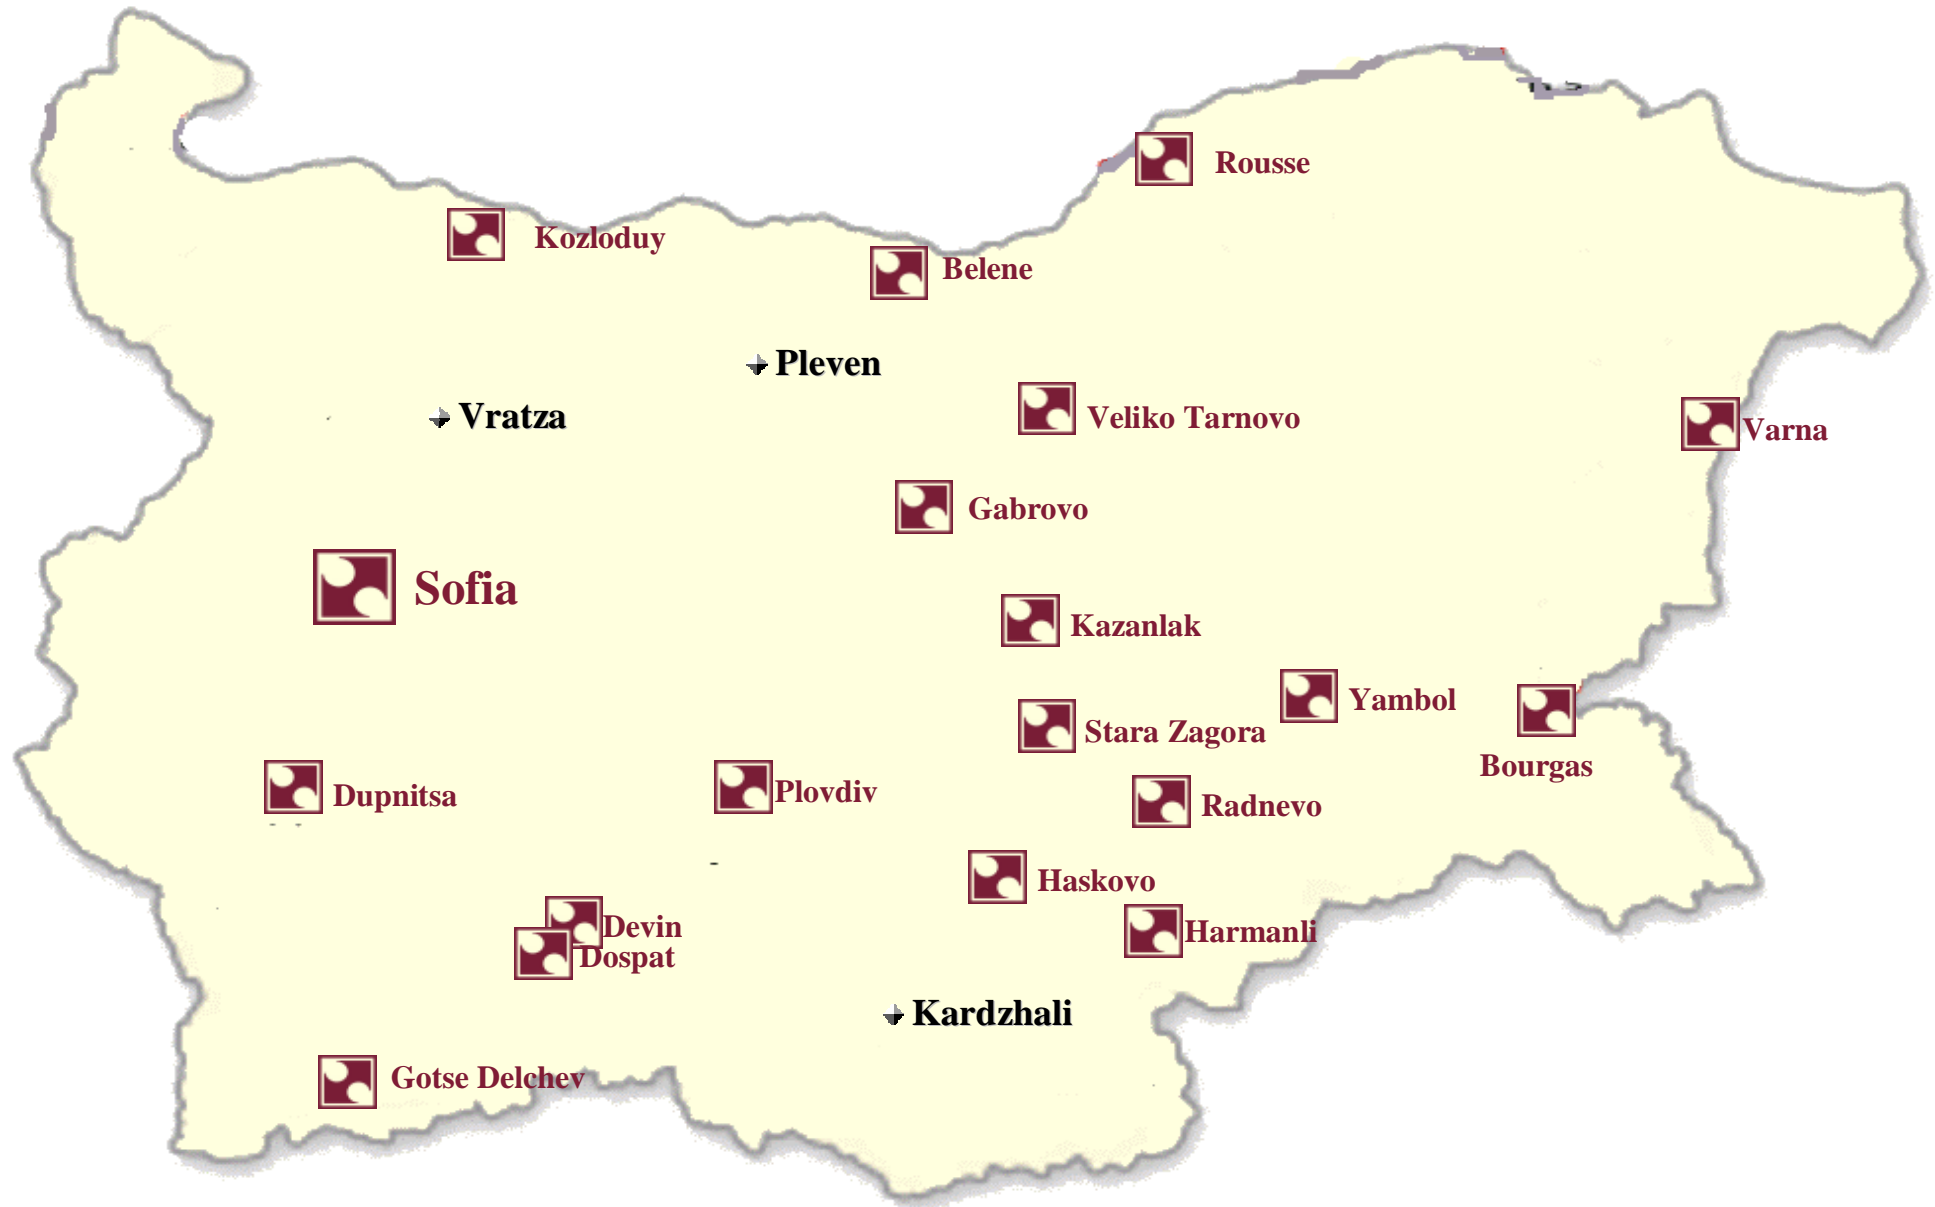 Rousse
Kozloduy
Belene
Pleven
Vratza
Veliko Tarnovo
Varna
Gabrovo
Sofia
Kazanlak
Yambol
Stara Zagora
Bourgas
Dupnitsa
Plovdiv
Radnevo
Haskovo
Devin
Harmanli
Dospat
Kardzhali
Gotse Delchev